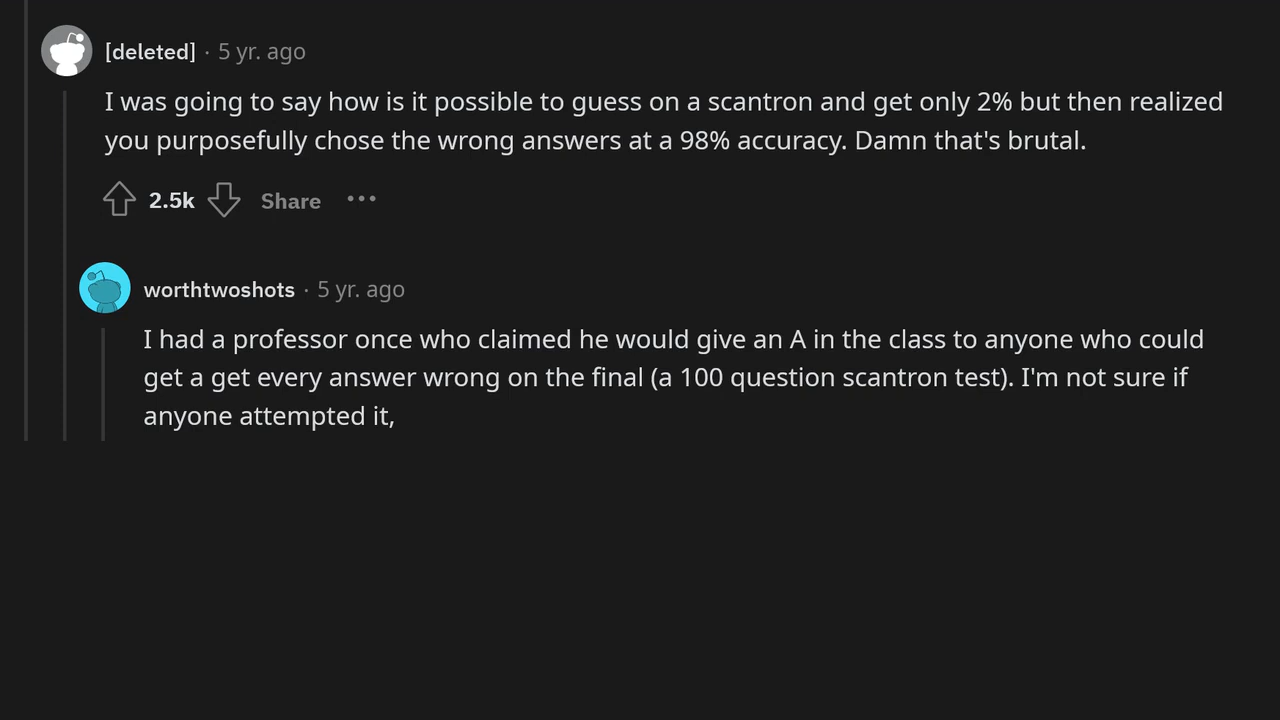 [deleted] · 5 yr. ago
I was going to say how is it possible to guess on a scantron and get only 2% but then realized
you purposefully chose the wrong answers at a 98% accuracy. Damn that's brutal.
2.5k Share •••
worthtwoshots · 5 yr. ago
I had a professor once who claimed he would give an A in the class to anyone who could
get a get every answer wrong on the final (a 100 question scantron test). I'm not sure if
anyone attempted it,